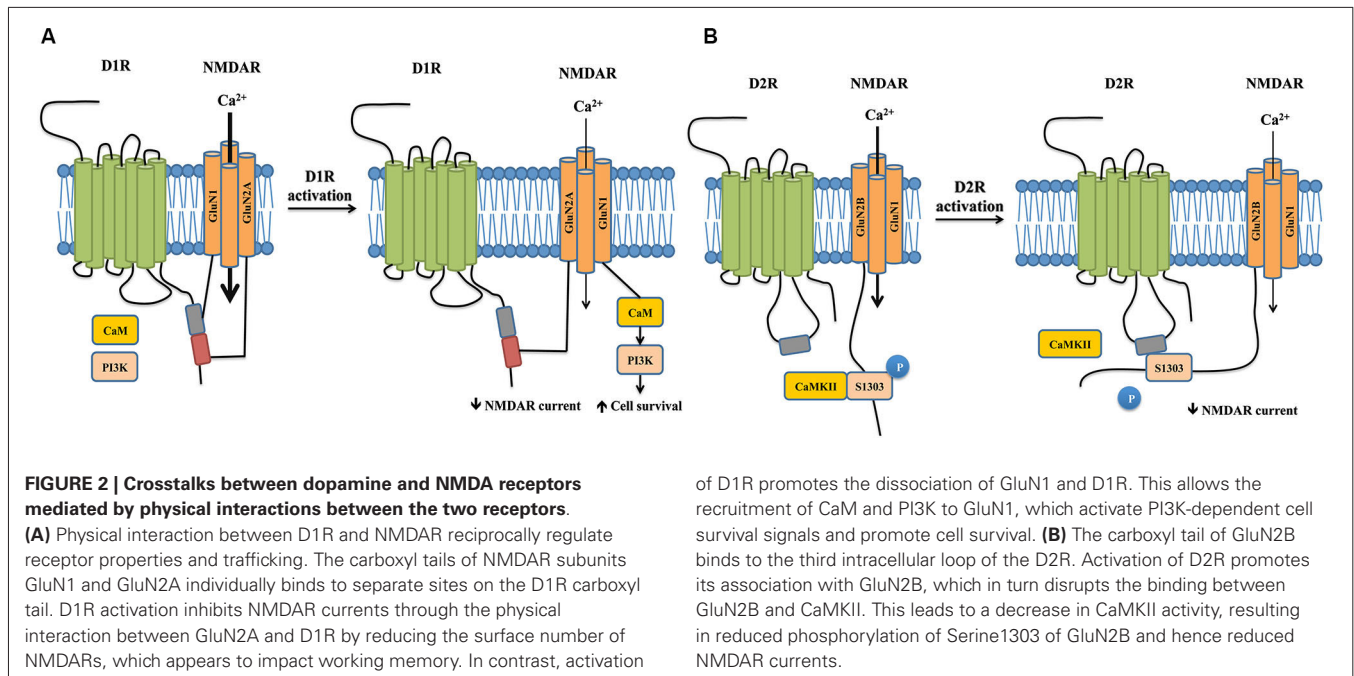 A
D1R
NMDAR
Ca²⁺
GluN1
GluN2A
CaM
PI3K
D1R
activation
D1R
NMDAR
Ca²⁺
GluN2A
GluN1
CaM
PI3K
↓ NMDAR current
↑ Cell survival
B
D2R
NMDAR
Ca²⁺
GluN2B
GluN1
CaMKII
S1303
P
D2R
activation
D2R
NMDAR
Ca²⁺
GluN2B
GluN1
CaMKII
S1303
P
↓ NMDAR current
FIGURE 2 | Crosstalks between dopamine and NMDA receptors
mediated by physical interactions between the two receptors.
(A) Physical interaction between D1R and NMDAR reciprocally regulate
receptor properties and trafficking. The carboxyl tails of NMDAR subunits
GluN1 and GluN2A individually binds to separate sites on the D1R carboxyl
tail. D1R activation inhibits NMDAR currents through the physical
interaction between GluN2A and D1R by reducing the surface number of
NMDARs, which appears to impact working memory. In contrast, activation
of D1R promotes the dissociation of GluN1 and D1R. This allows the
recruitment of CaM and PI3K to GluN1, which activate PI3K-dependent cell
survival signals and promote cell survival. (B) The carboxyl tail of GluN2B
binds to the third intracellular loop of the D2R. Activation of D2R promotes
its association with GluN2B, which in turn disrupts the binding between
GluN2B and CaMKII. This leads to a decrease in CaMKII activity, resulting
in reduced phosphorylation of Serine1303 of GluN2B and hence reduced
NMDAR currents.